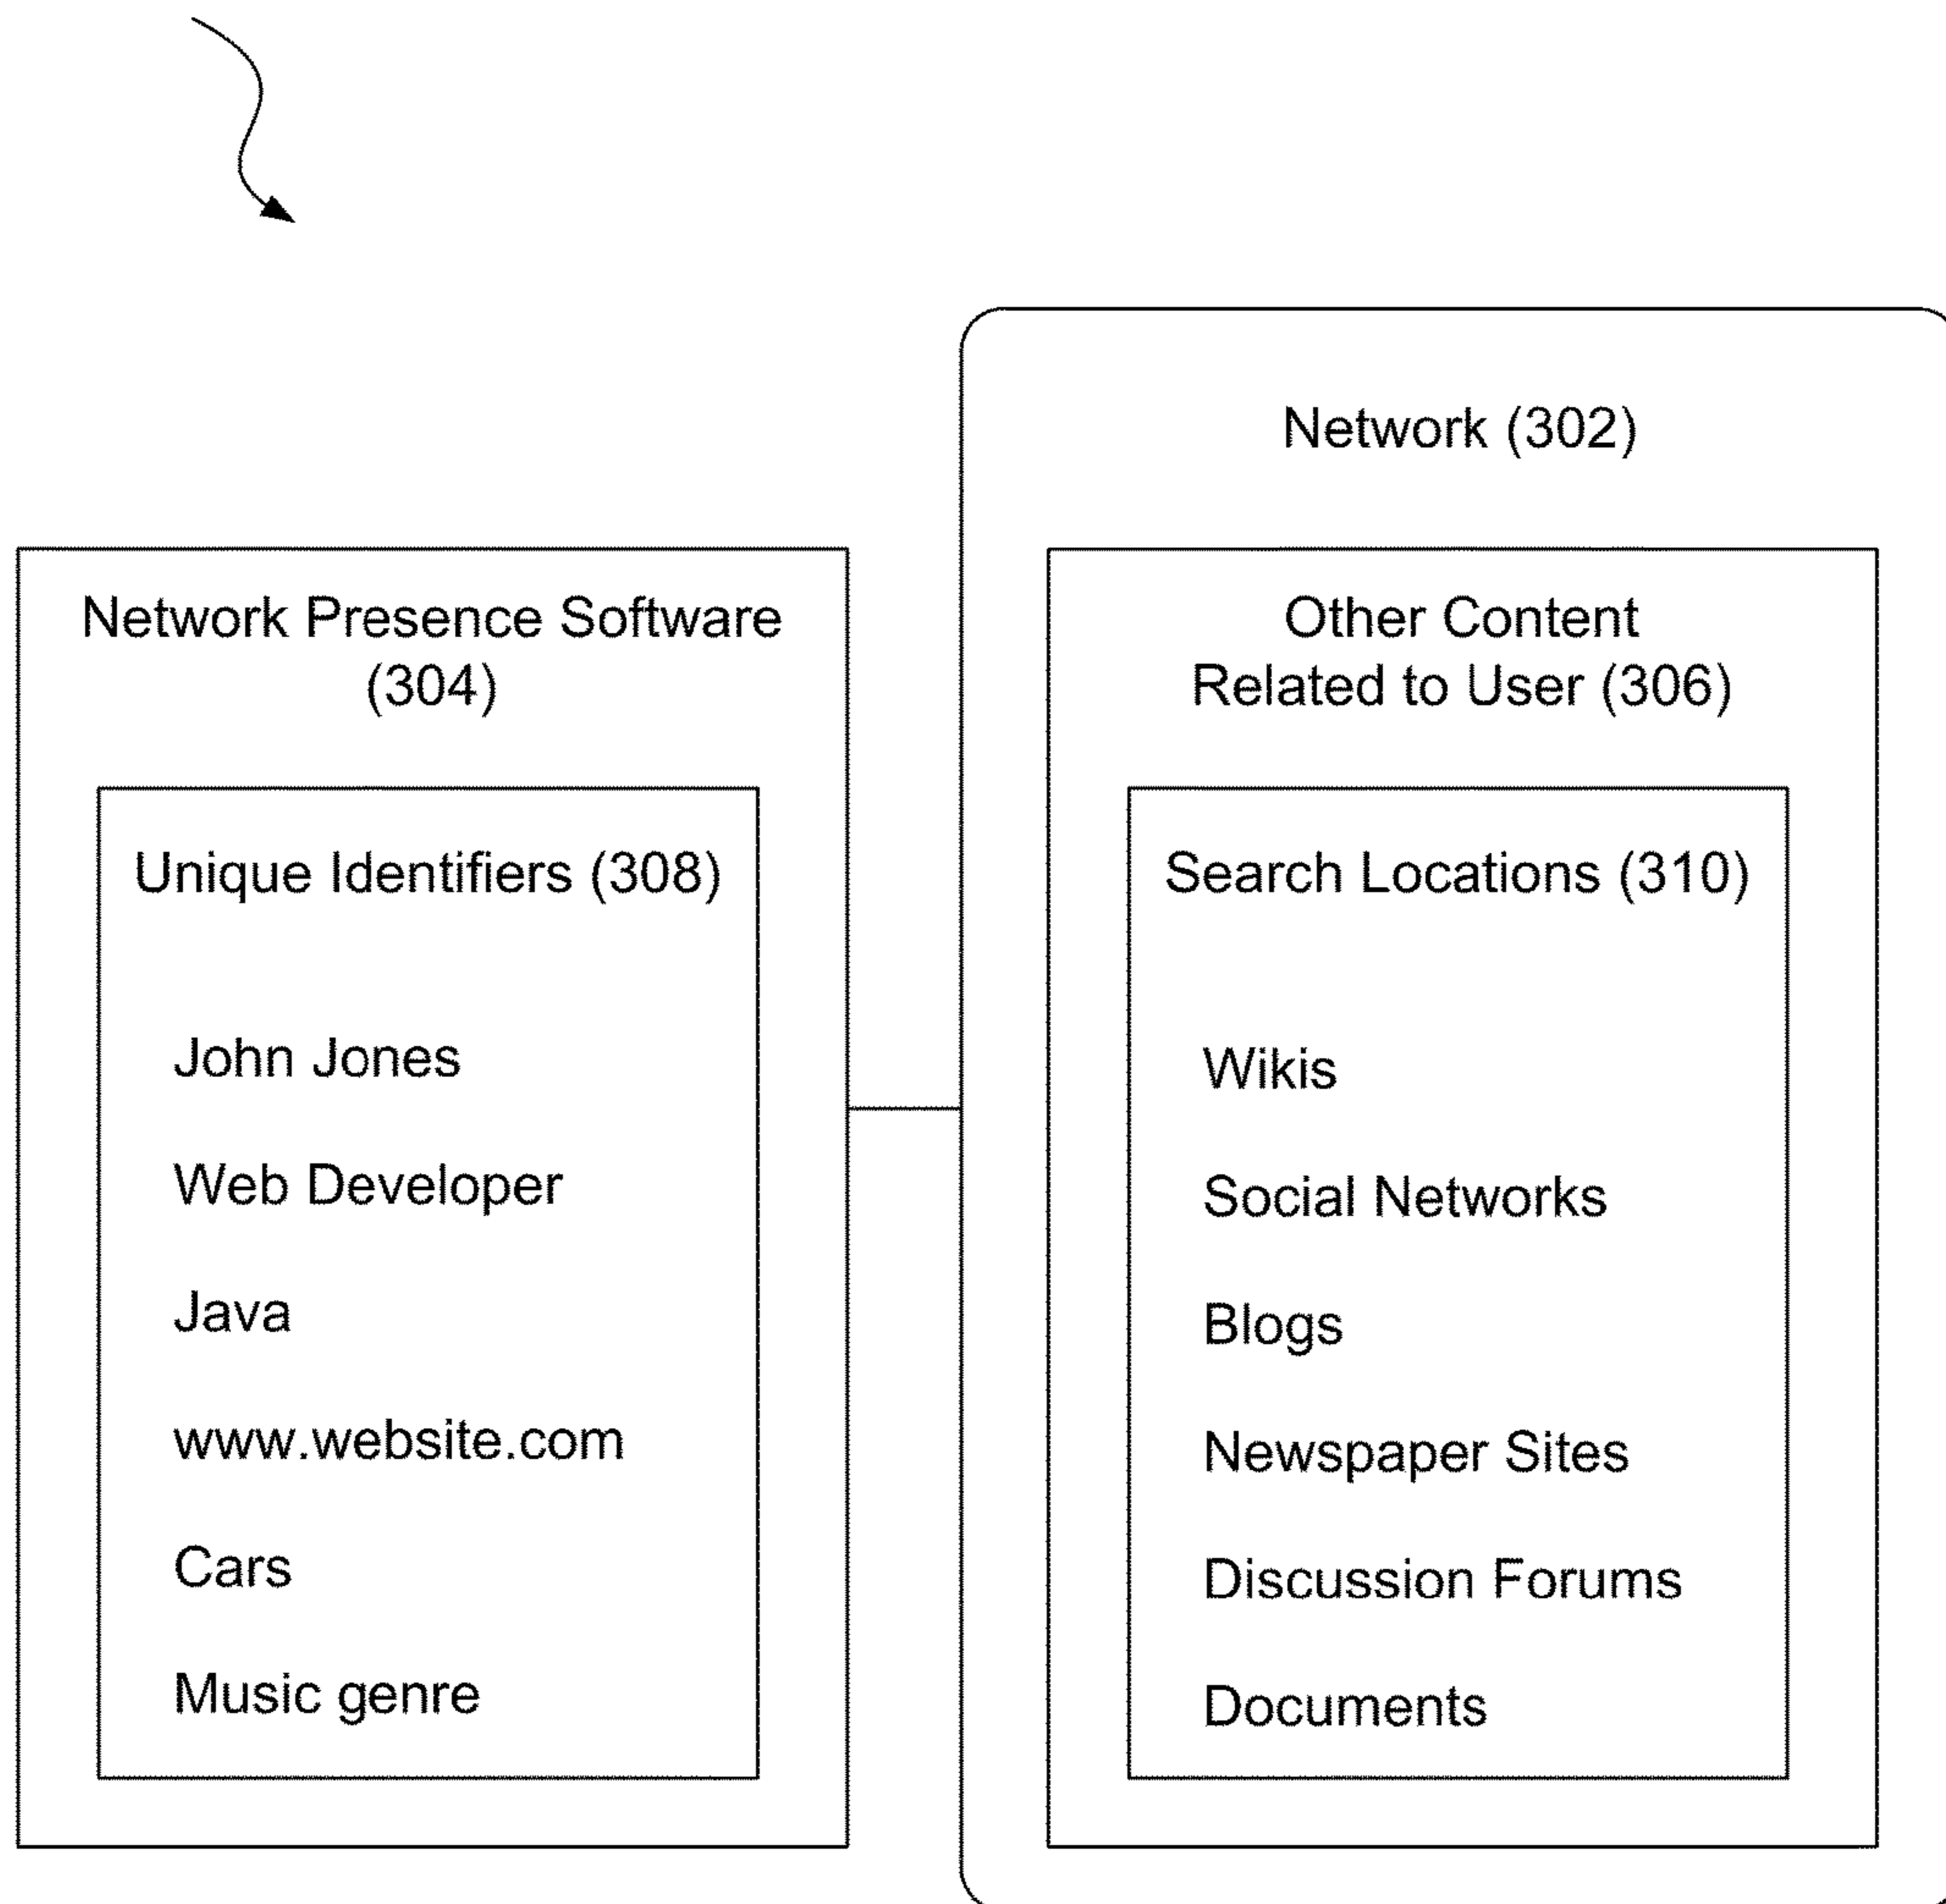 Network (302)
Network Presence Software
(304)
Unique Identifiers (308)
John Jones
Web Developer
Java
www.website.com
Cars
Music genre
Other Content
Related to User (306)
Search Locations (310)
Wikis
Social Networks
Blogs
Newspaper Sites
Discussion Forums
Documents